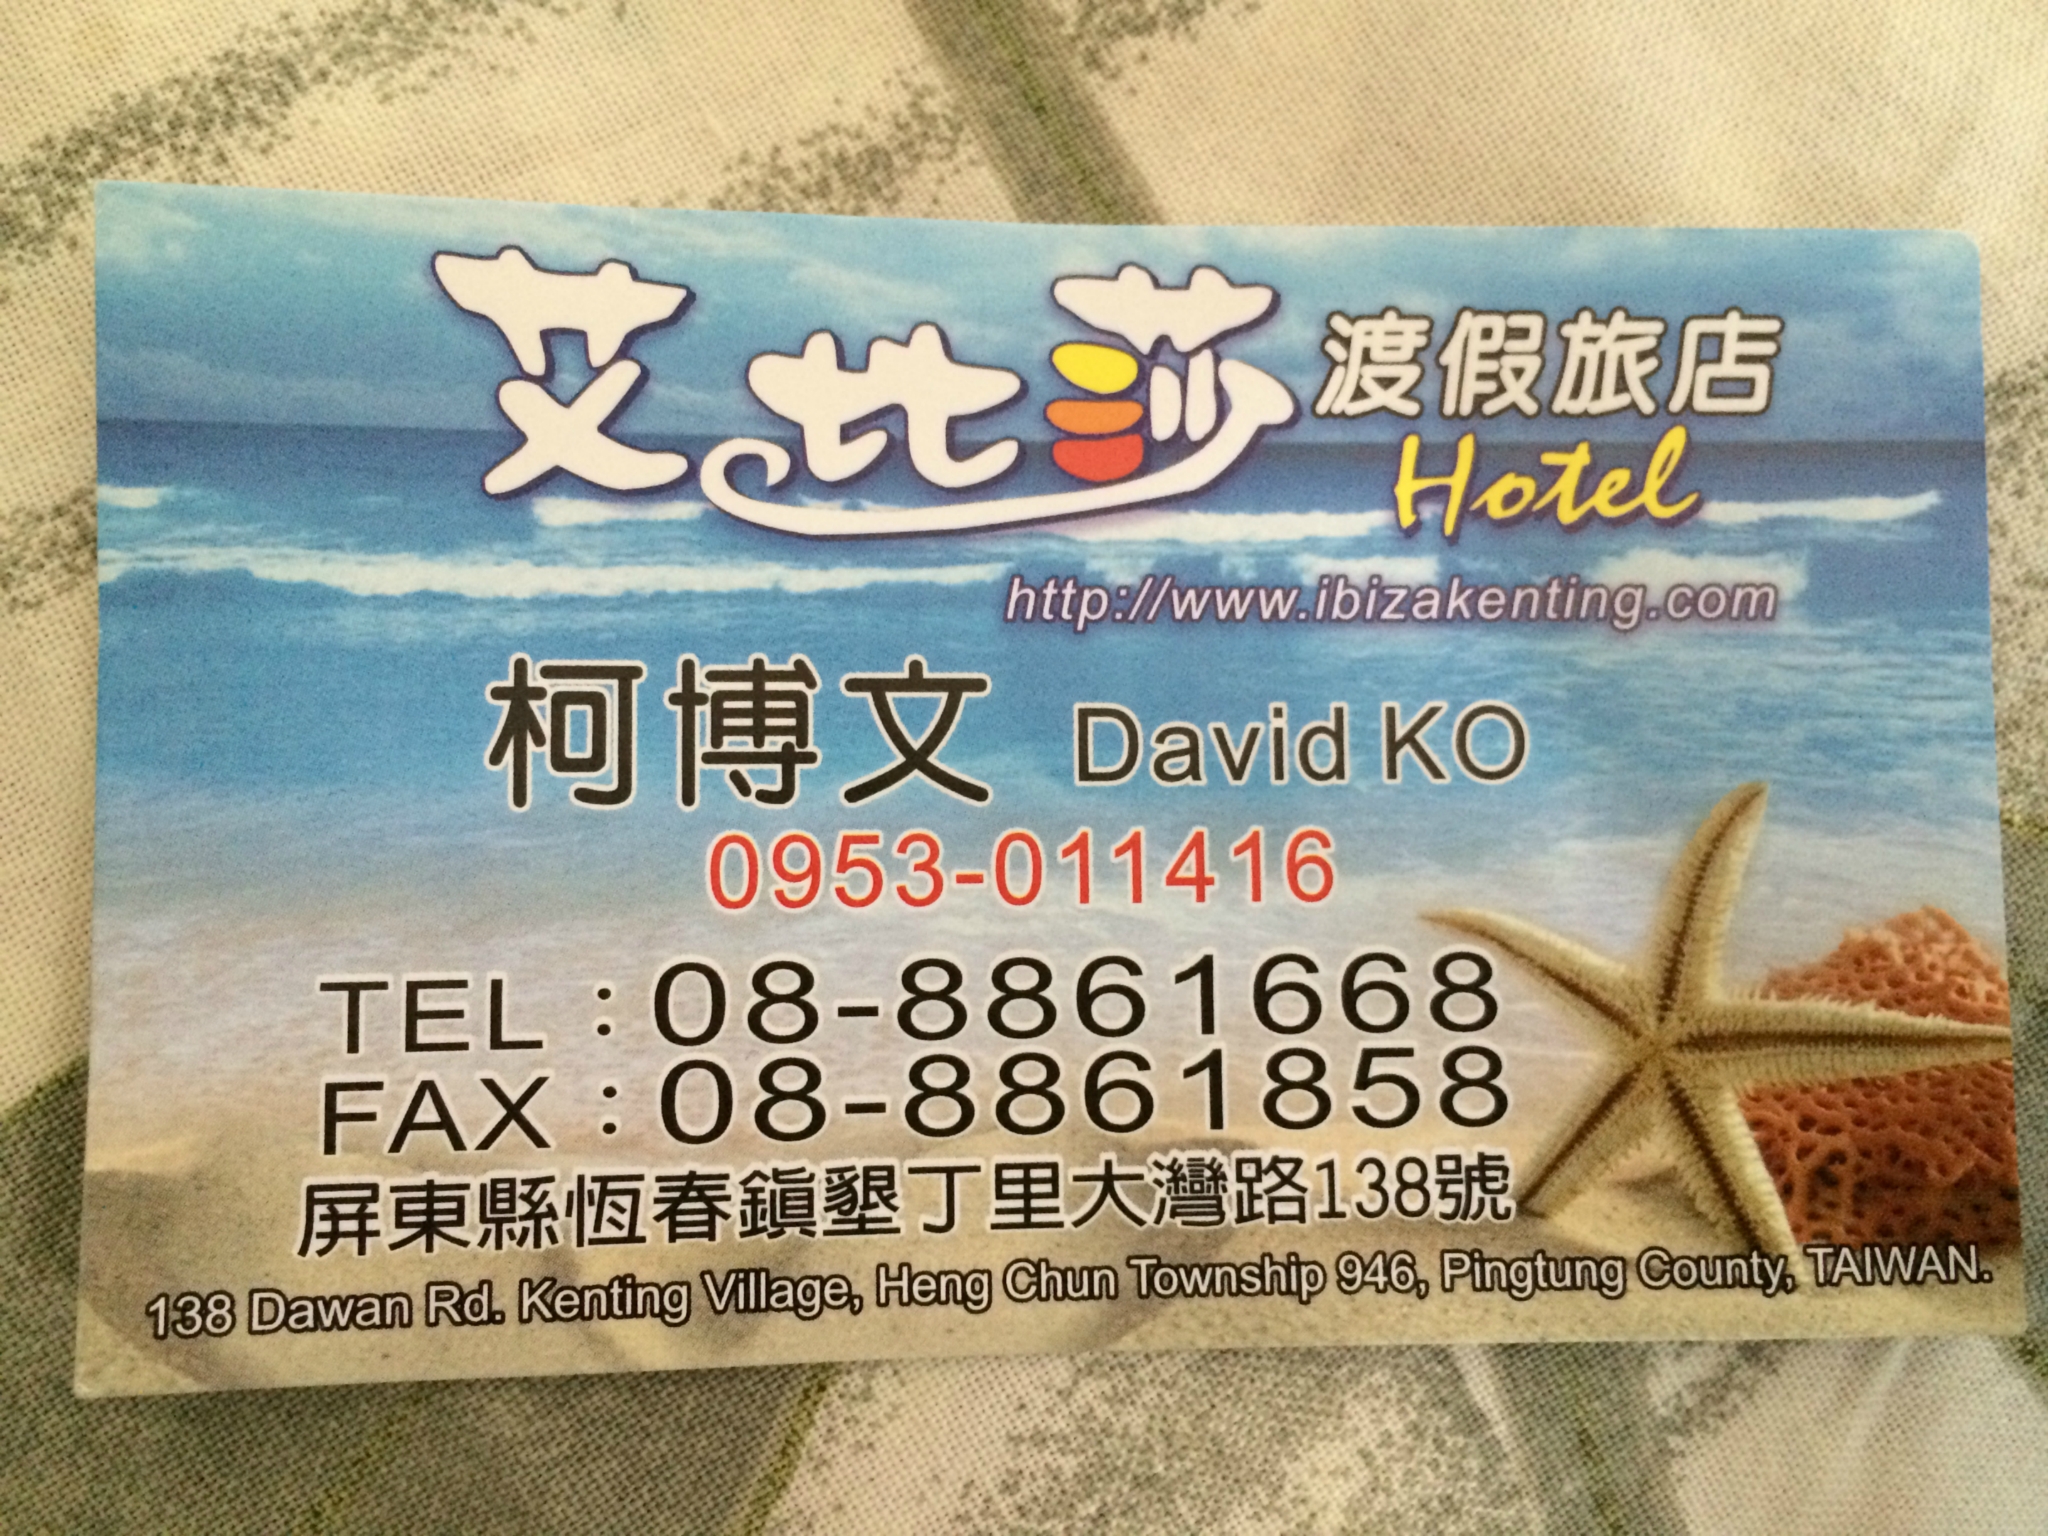 艾比莎渡假旅店
Hotel
http://www.ibizakenting.com
柯博文 David KO
0953-011416
TEL：08-8861668
FAX：08-8861858
屏東縣恆春鎮墾丁里大灣路138號
138 Dawan Rd. Kenting Village, Heng Chun Township 946, Pingtung County, TAIWAN.